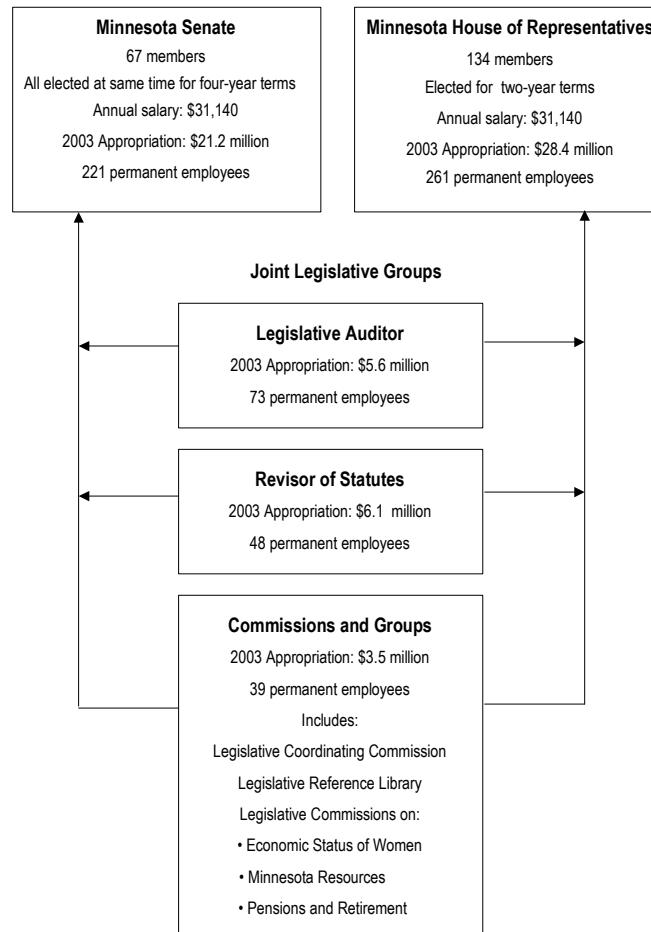 Minnesota Senate
67 members
All elected at same time for four-year terms
Annual salary: $31,140
2003 Appropriation: $21.2 million
221 permanent employees
Minnesota House of Representatives
134 members
Elected for two-year terms
Annual salary: $31,140
2003 Appropriation: $28.4 million
261 permanent employees
Joint Legislative Groups
Legislative Auditor
2003 Appropriation: $5.6 million
73 permanent employees
Revisor of Statutes
2003 Appropriation: $6.1 million
48 permanent employees
Commissions and Groups
2003 Appropriation: $3.5 million
39 permanent employees
Includes:
Legislative Coordinating Commission
Legislative Reference Library
Legislative Commissions on:
• Economic Status of Women
• Minnesota Resources
• Pensions and Retirement